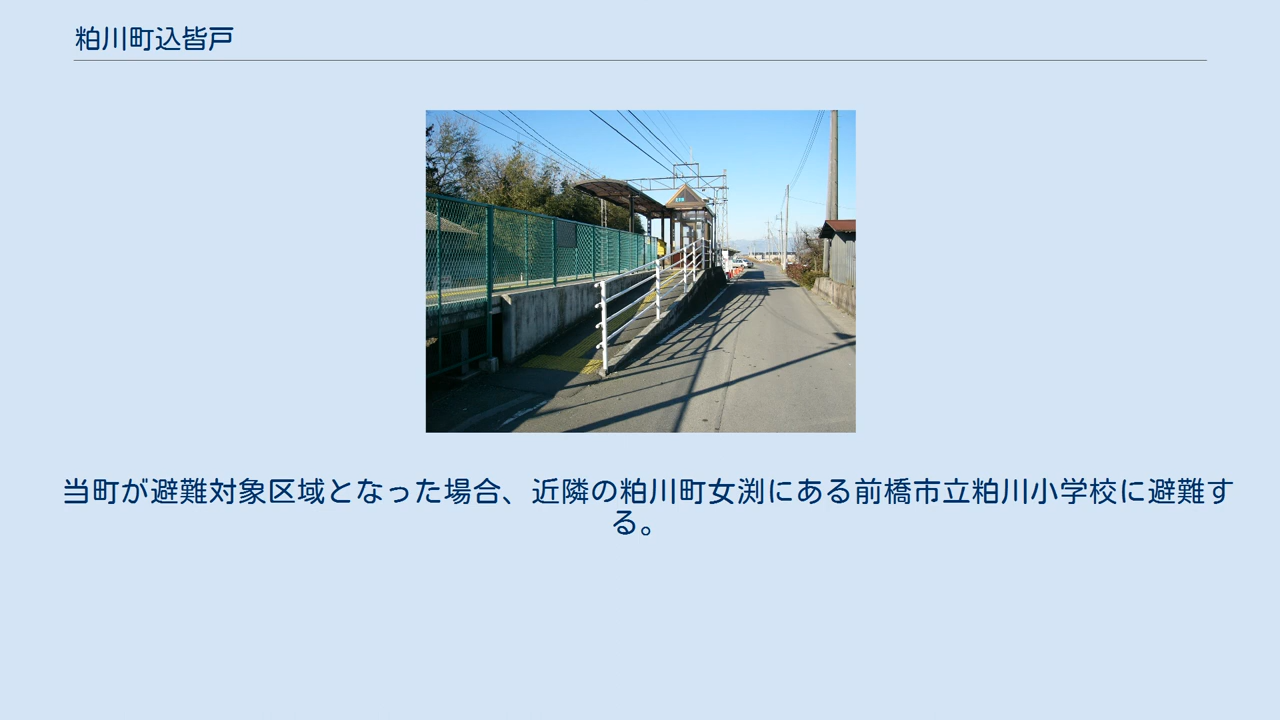 粕川町込皆戸
当町が避難対象区域となった場合、近隣の粕川町女渕にある前橋市立粕川小学校に避難す
る。